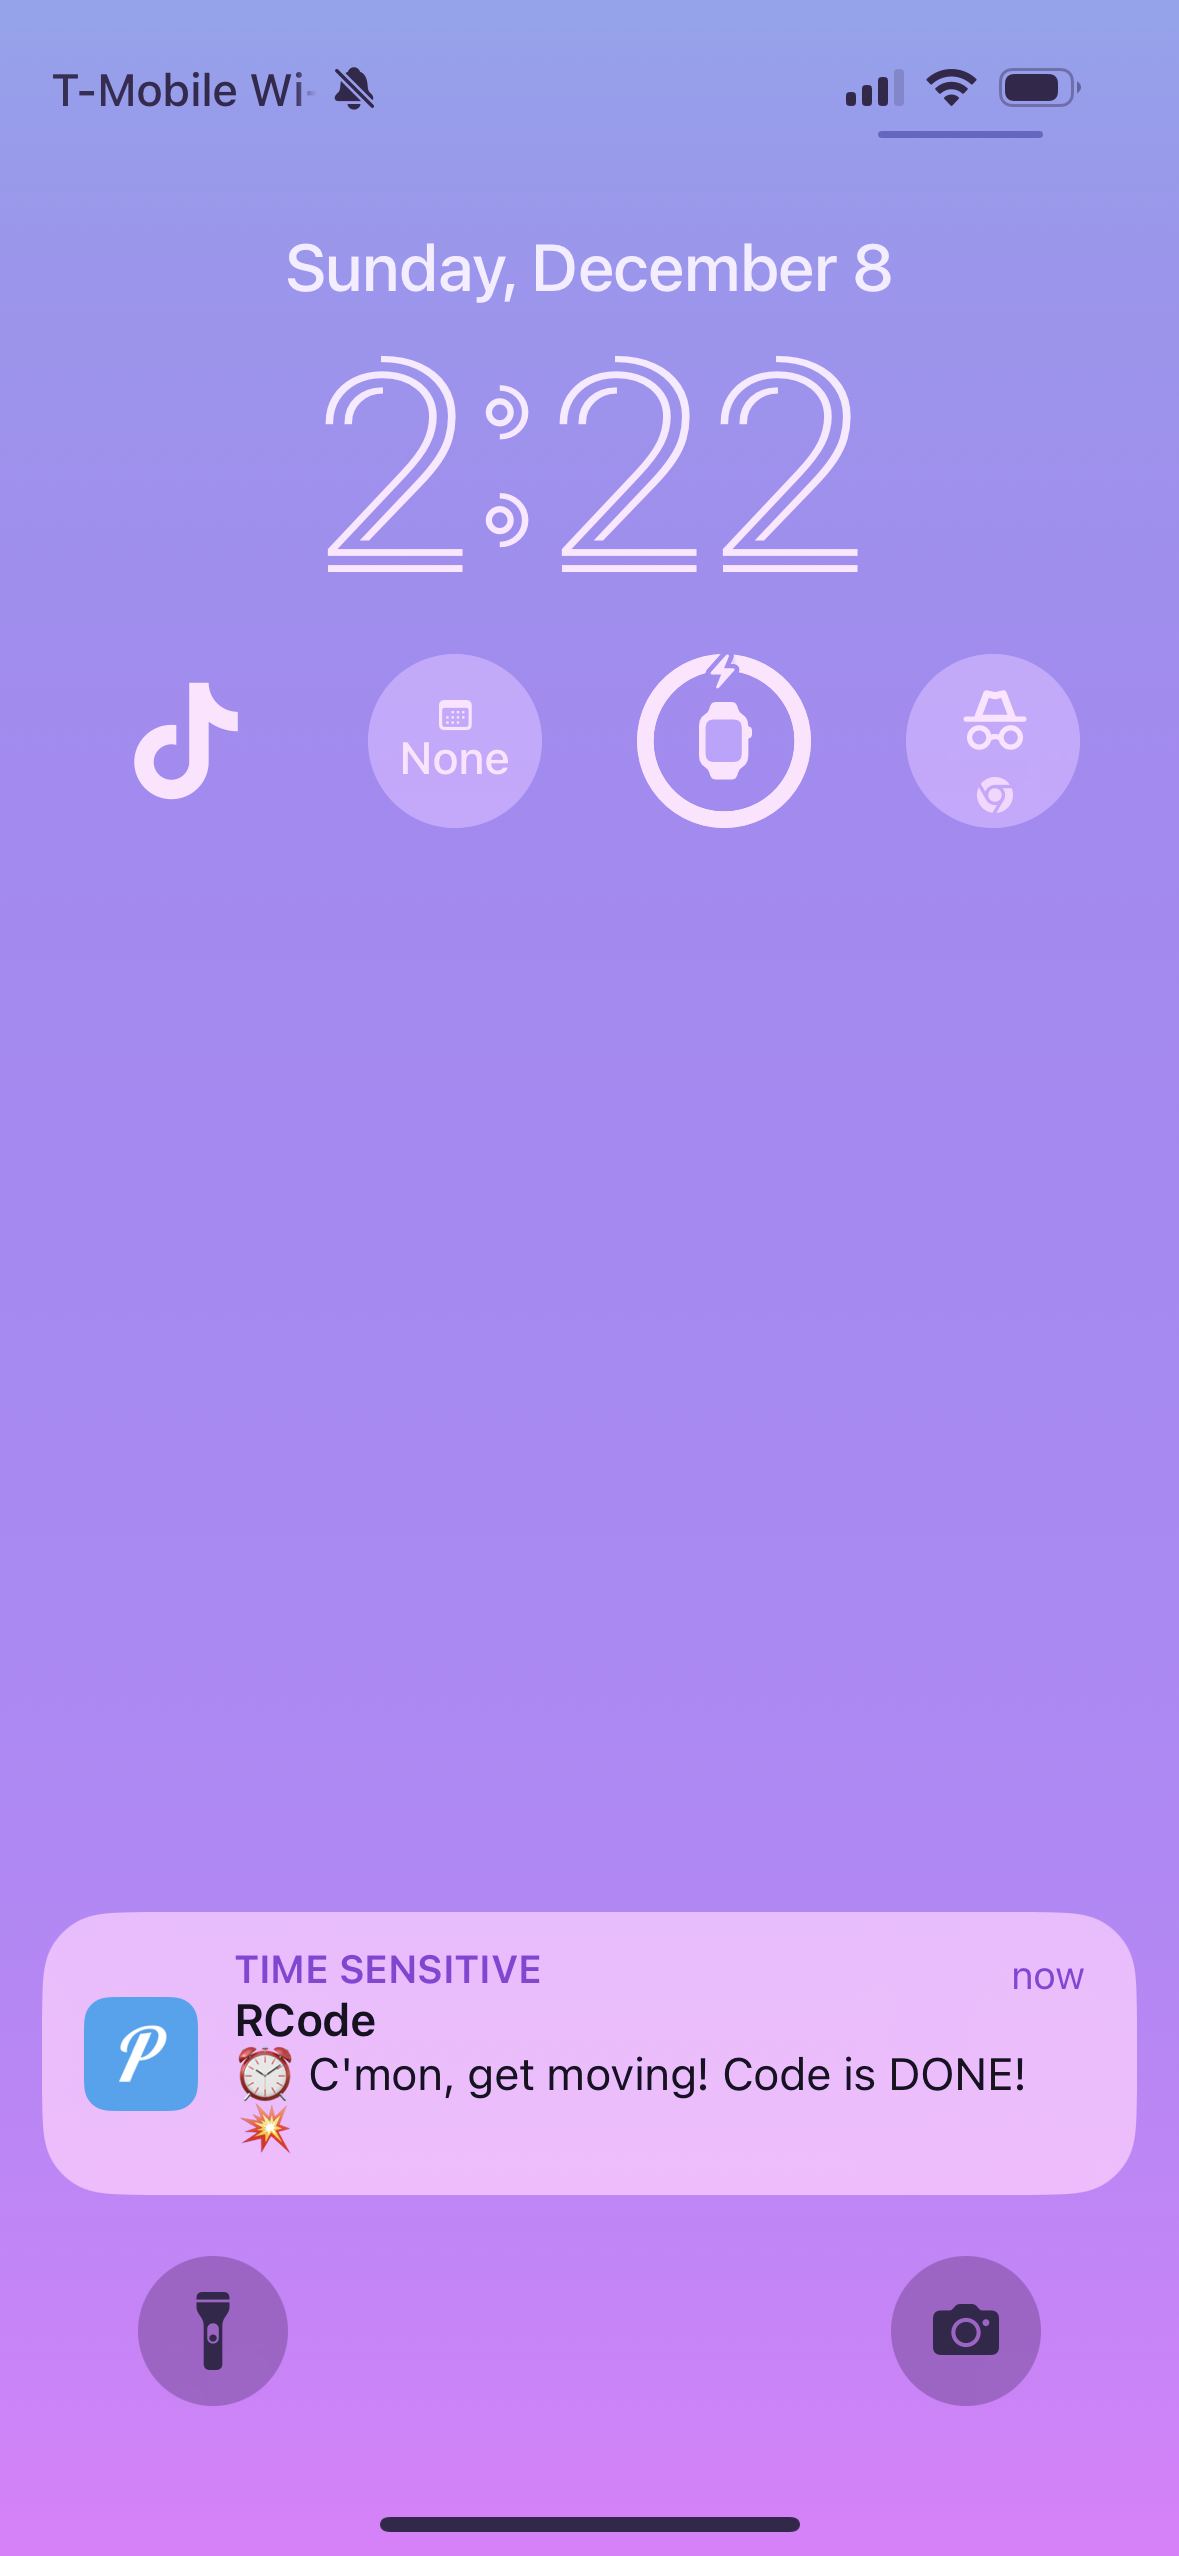 T-Mobile Wi-
Sunday, December 8
2:22
None
TIME SENSITIVE
now
RCode
⏰ C'mon, get moving! Code is DONE!
💥